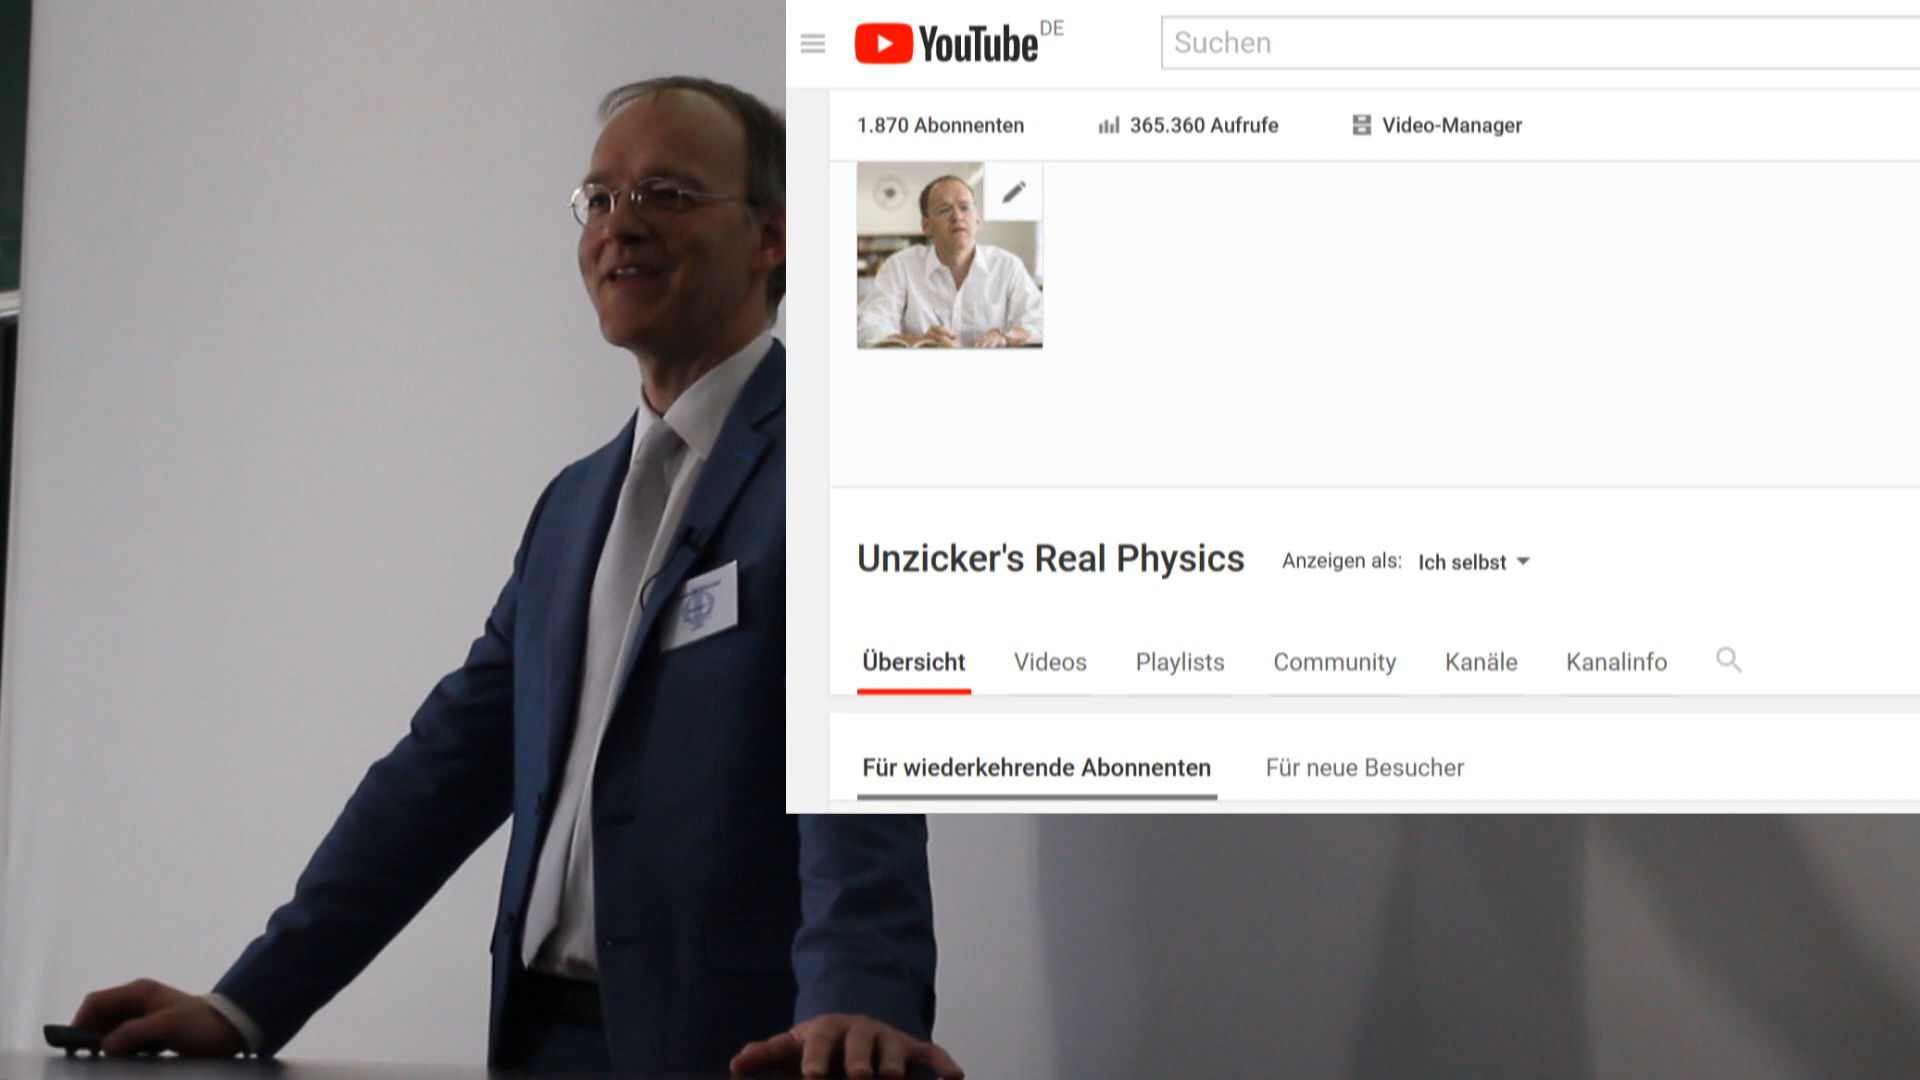 YouTube DE
Suchen
1.870 Abonnenten
365.360 Aufrufe
Video-Manager
Unzicker's Real Physics
Anzeigen als: Ich selbst
Übersicht
Videos
Playlists
Community
Kanäle
Kanalinfo
Für wiederkehrende Abonnenten
Für neue Besucher